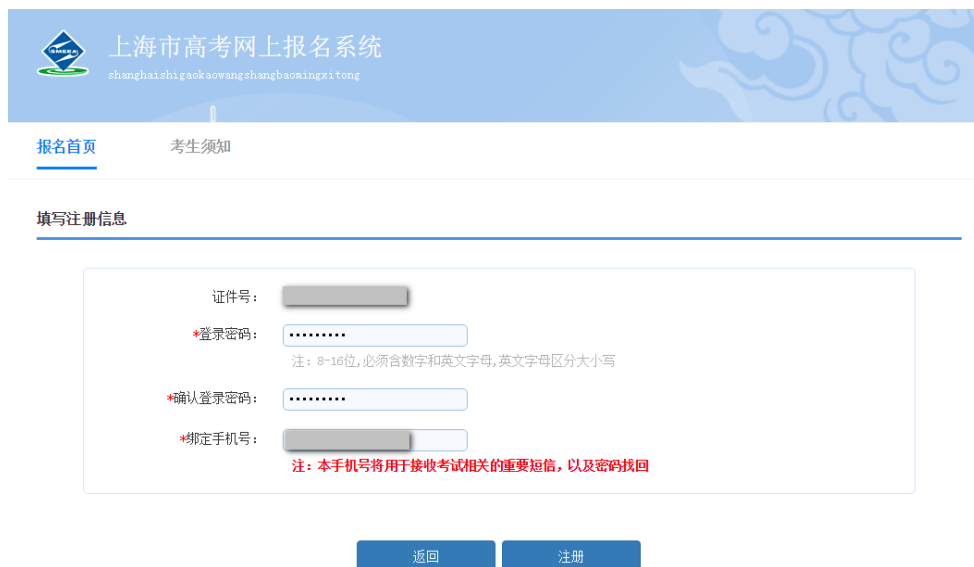 SMEEA
上海市高考网上报名系统
shanghaishigaokaowangshangbaomingxitong
报名首页 考生须知
填写注册信息
证件号：
*登录密码：
注：8-16位,必须含数字和英文字母,英文字母区分大小写
*确认登录密码：
*绑定手机号：
注：本手机号将用于接收考试相关的重要短信，以及密码找回
返回 注册